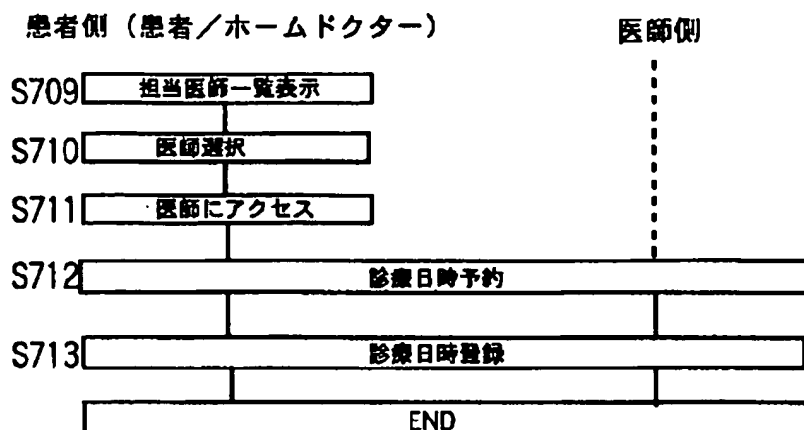 患者側（患者／ホームドクター） 医師側
S709 担当医師一覧表示
S710 医師選択
S711 医師にアクセス
S712 診療日時予約
S713 診療日時登録
END